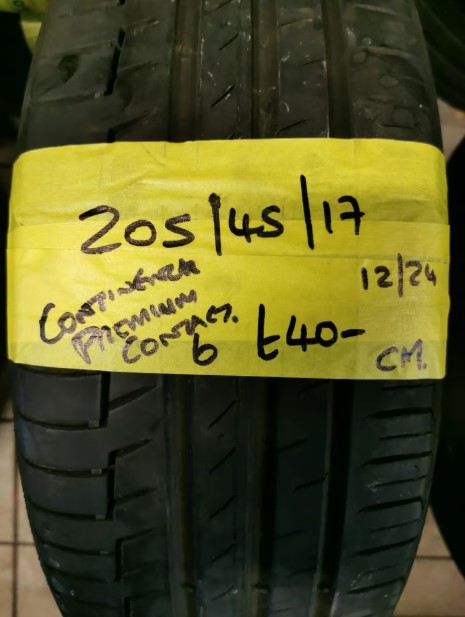 205/45/17
12/24
CONTINENTAL
PREMIUM
CONTACT.
6
£40-
CM.